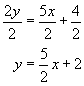 2y/2 = 5x/2 + 4/2
y = 5/2 x + 2